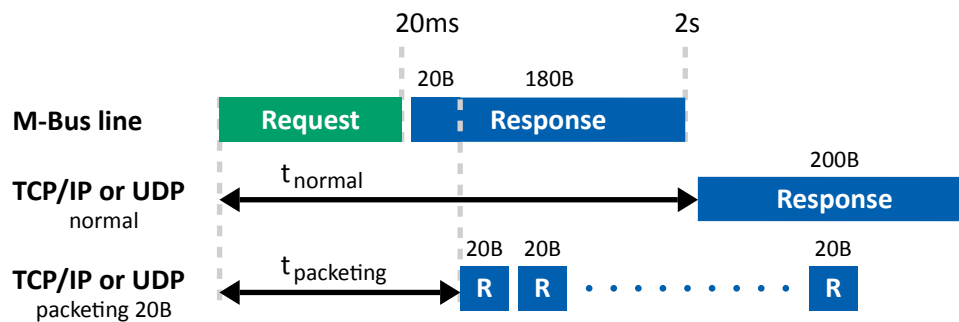 20ms 2s
20B 180B
M-Bus line Request Response
200B
TCP/IP or UDP t normal Response
normal
20B 20B 20B
TCP/IP or UDP t packeting R R R
packeting 20B